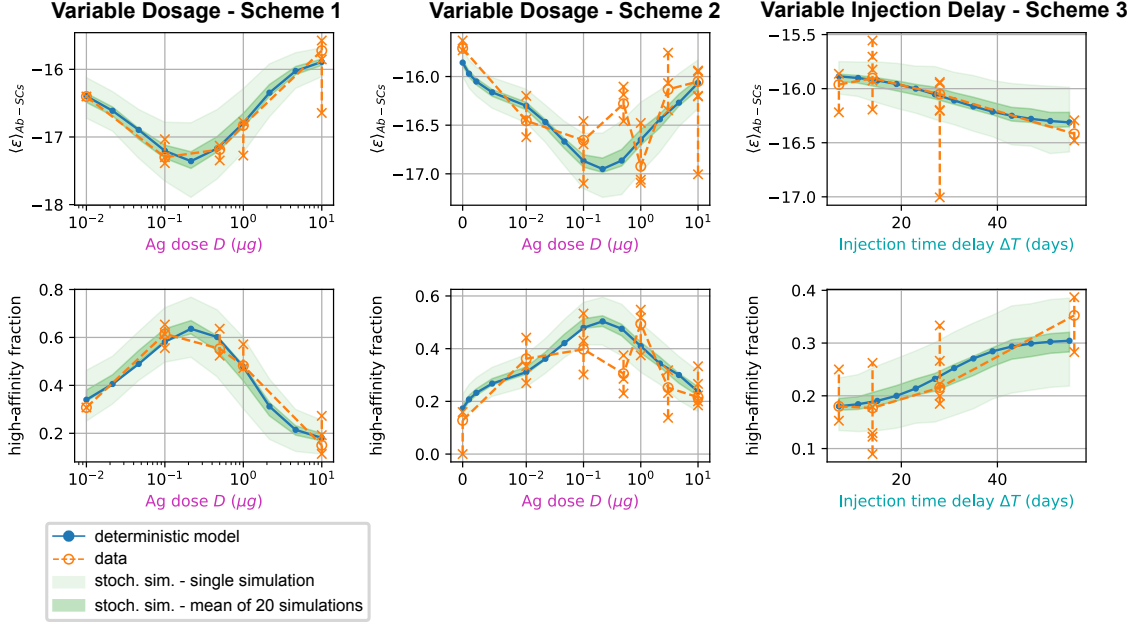 Variable Dosage - Scheme 1
Variable Dosage - Scheme 2
Variable Injection Delay - Scheme 3
⟨ε⟩Ab−SCs
−16
−17
−18
10⁻² 10⁻¹ 10⁰ 10¹
Ag dose D (μg)
⟨ε⟩Ab−SCs
−16.0
−16.5
−17.0
0 10⁻² 10⁻¹ 10⁰ 10¹
Ag dose D (μg)
⟨ε⟩Ab−SCs
−15.5
−16.0
−16.5
−17.0
20 40
Injection time delay ΔT (days)
high-affinity fraction
0.8
0.6
0.4
0.2
10⁻² 10⁻¹ 10⁰ 10¹
Ag dose D (μg)
high-affinity fraction
0.6
0.4
0.2
0.0
0 10⁻² 10⁻¹ 10⁰ 10¹
Ag dose D (μg)
high-affinity fraction
0.4
0.3
0.2
0.1
20 40
Injection time delay ΔT (days)
deterministic model
data
stoch. sim. - single simulation
stoch. sim. - mean of 20 simulations